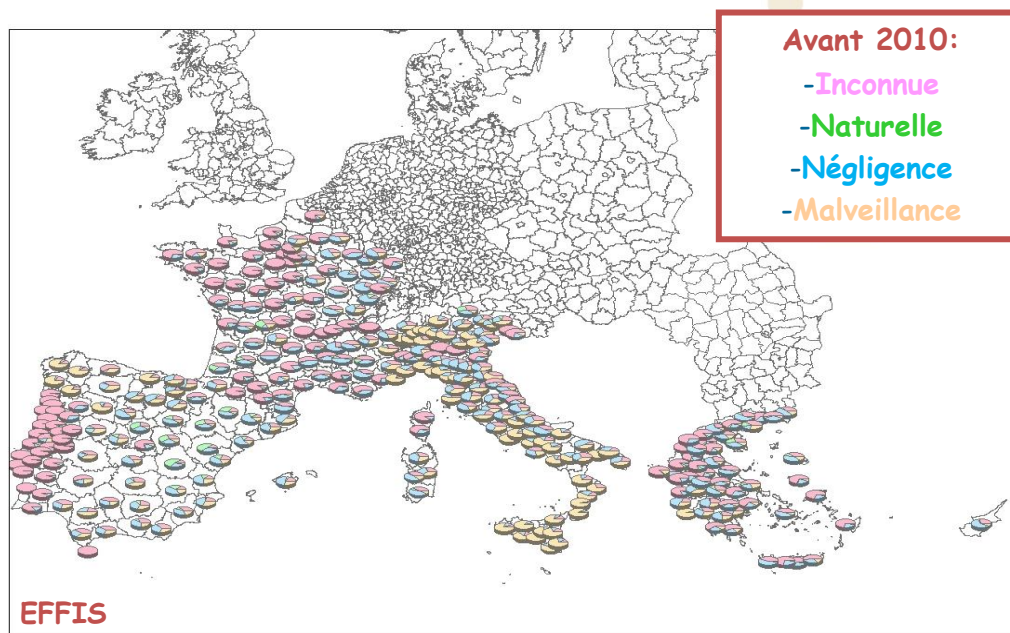 Avant 2010:
-Inconnue
-Naturelle
-Négligence
-Malveillance
EFFIS